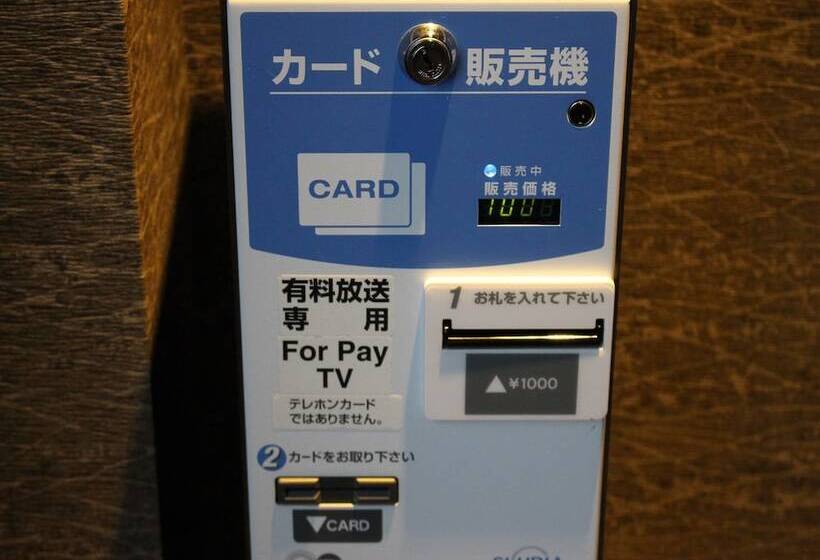 カード 販売機
CARD
販売中
販売価格
有料放送
専 用
For Pay
TV
テレホンカード
ではありません。
1 お札を入れて下さい
▲¥1000
2 カードをお取り下さい
▼CARD